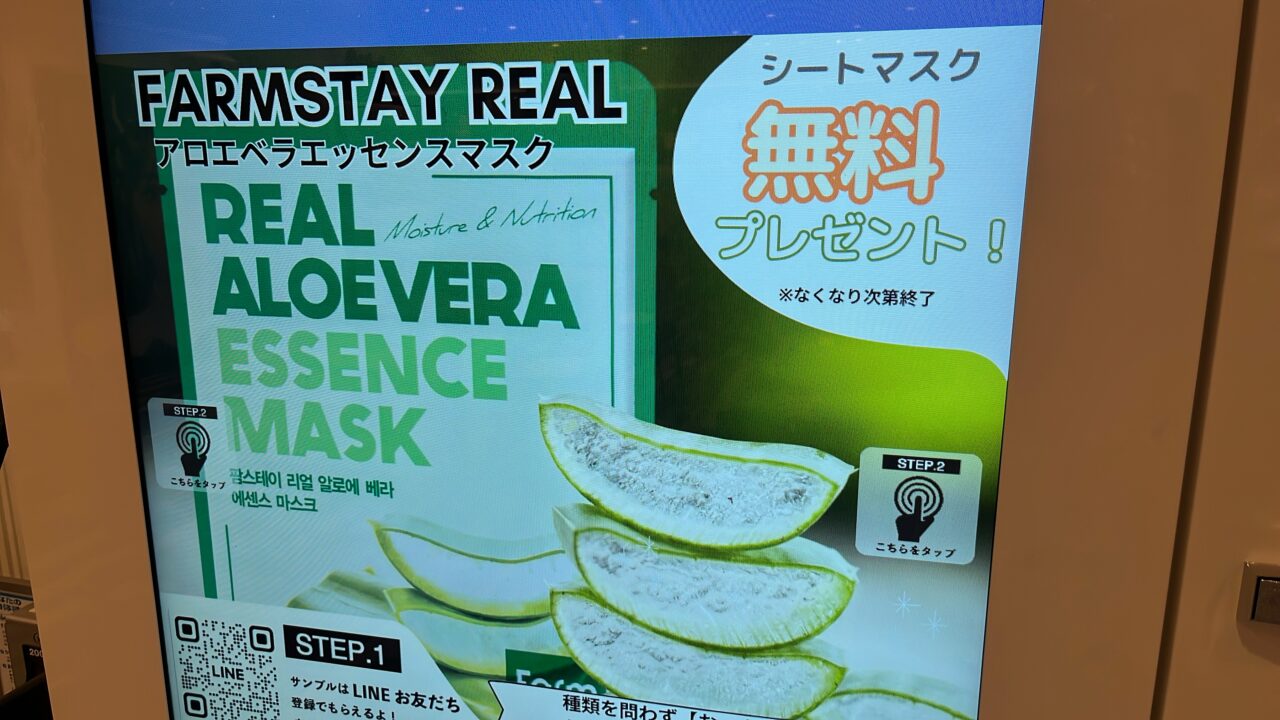 FARMSTAY REAL
アロエベラエッセンスマスク
シートマスク
無料
プレゼント!
※なくなり次第終了
REAL
Moisture & Nutrition
ALOE VERA
ESSENCE
MASK
팜스테이 리얼 알로에 베라
에센스 마스크
STEP.2
こちらをタップ
STEP.2
こちらをタップ
LINE
STEP.1
サンプルは LINE お友だち
登録でもらえるよ!
種類を問わず